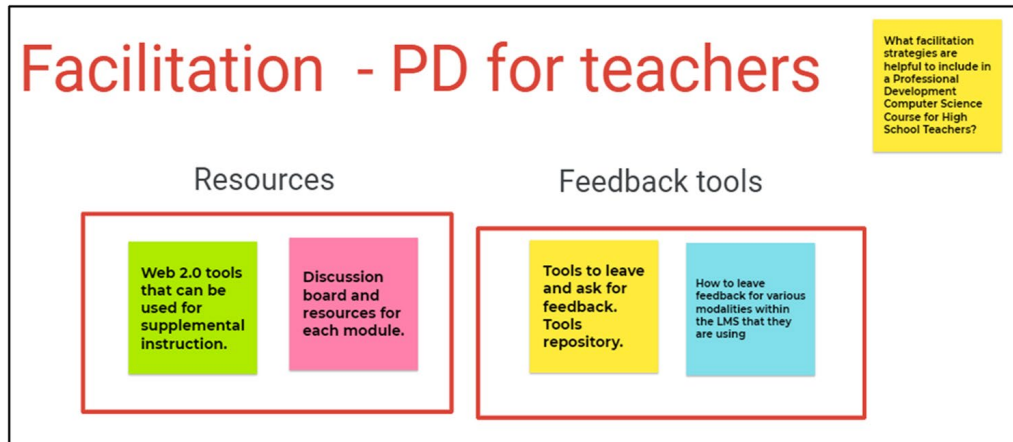 Facilitation - PD for teachers
What facilitation
strategies are
helpful to include in
a Professional
Development
Computer Science
Course for High
School Teachers?
Resources
Web 2.0 tools
that can be
used for
supplemental
instruction.
Discussion
board and
resources for
each module.
Feedback tools
Tools to leave
and ask for
feedback.
Tools
repository.
How to leave
feedback for various
modalities within
the LMS that they
are using